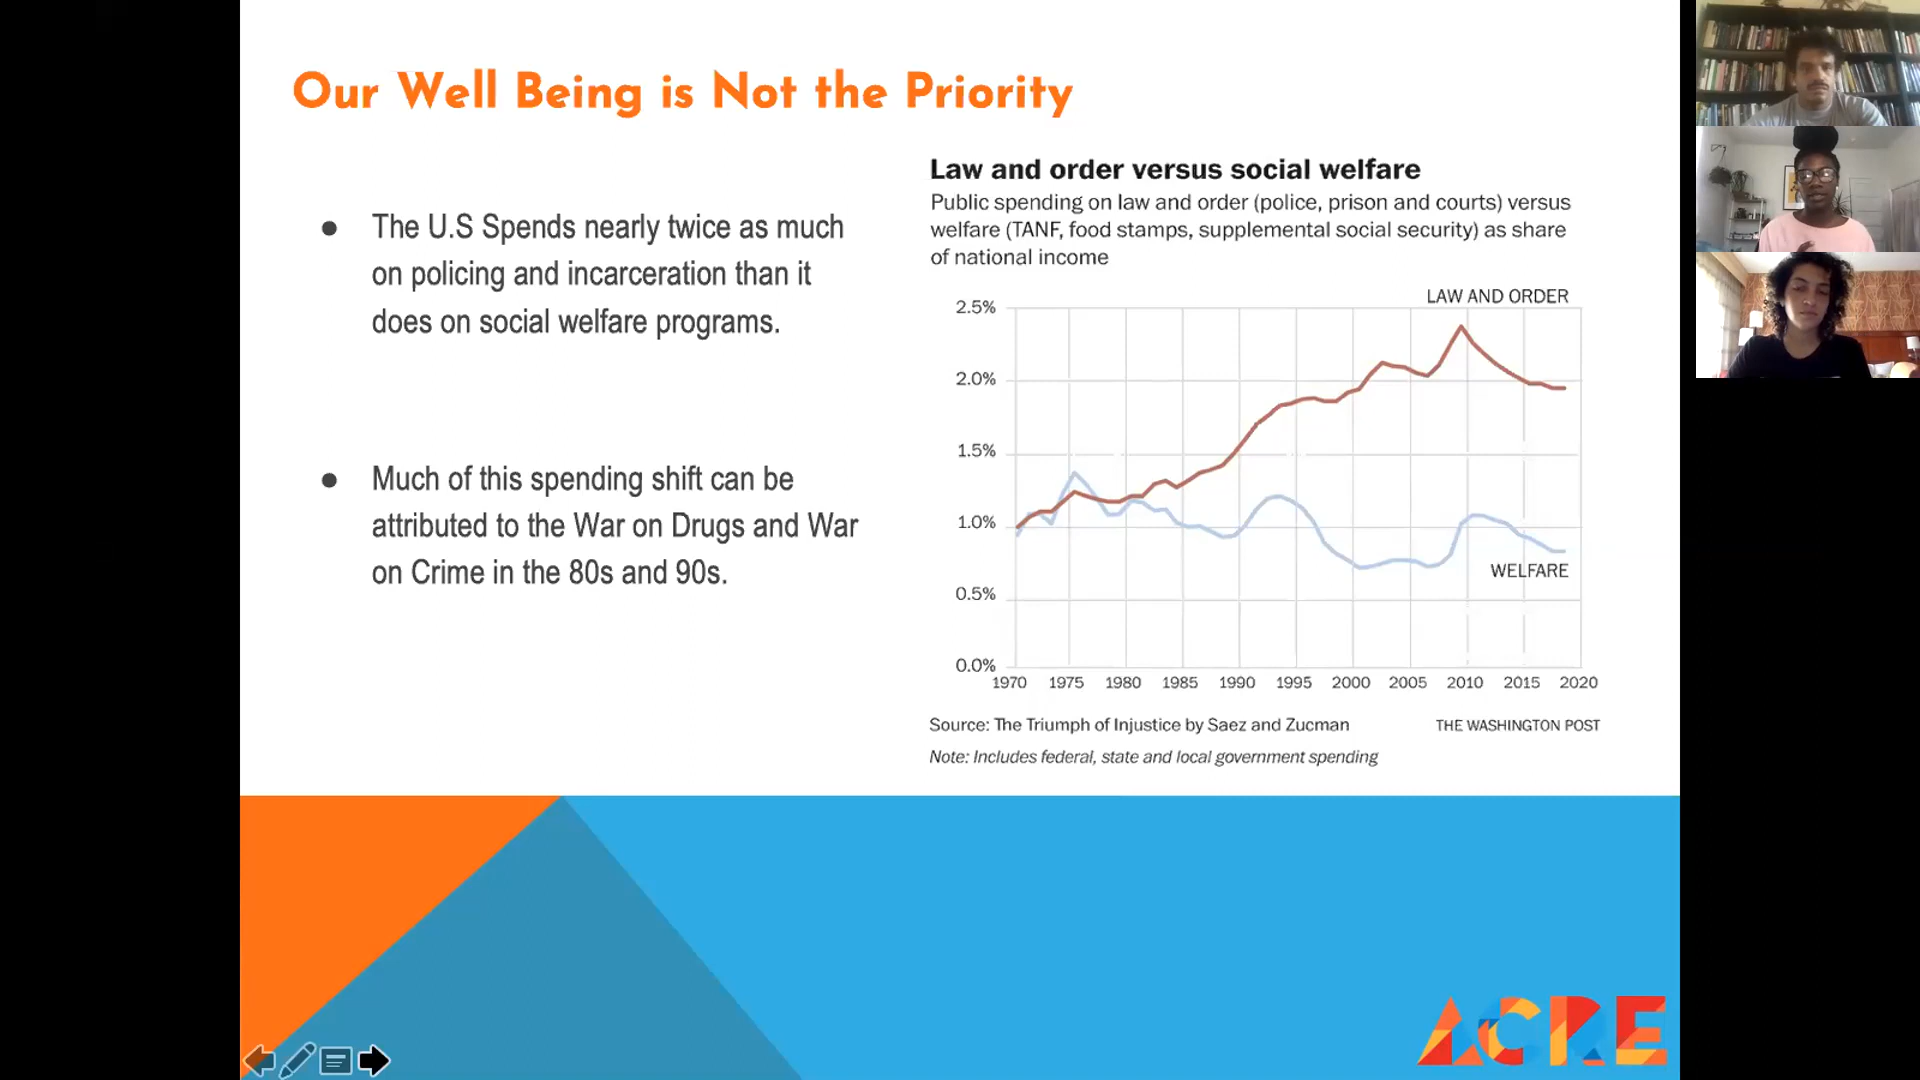 Our Well Being is Not the Priority
● The U.S Spends nearly twice as much
on policing and incarceration than it
does on social welfare programs.
● Much of this spending shift can be
attributed to the War on Drugs and War
on Crime in the 80s and 90s.
Law and order versus social welfare
Public spending on law and order (police, prison and courts) versus
welfare (TANF, food stamps, supplemental social security) as share
of national income
LAW AND ORDER
2.5%
2.0%
1.5%
1.0%
WELFARE
0.5%
0.0%
1970 1975 1980 1985 1990 1995 2000 2005 2010 2015 2020
Source: The Triumph of Injustice by Saez and Zucman THE WASHINGTON POST
Note: Includes federal, state and local government spending
ACRE